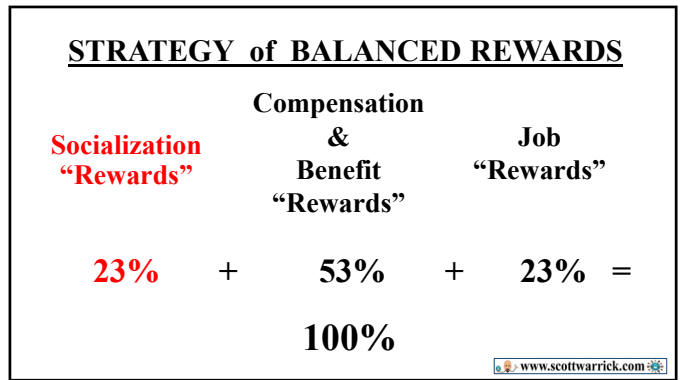 STRATEGY of BALANCED REWARDS
Socialization
“Rewards”
Compensation
&
Benefit
“Rewards”
Job
“Rewards”
23% + 53% + 23% =
100%
www.scottwarrick.com